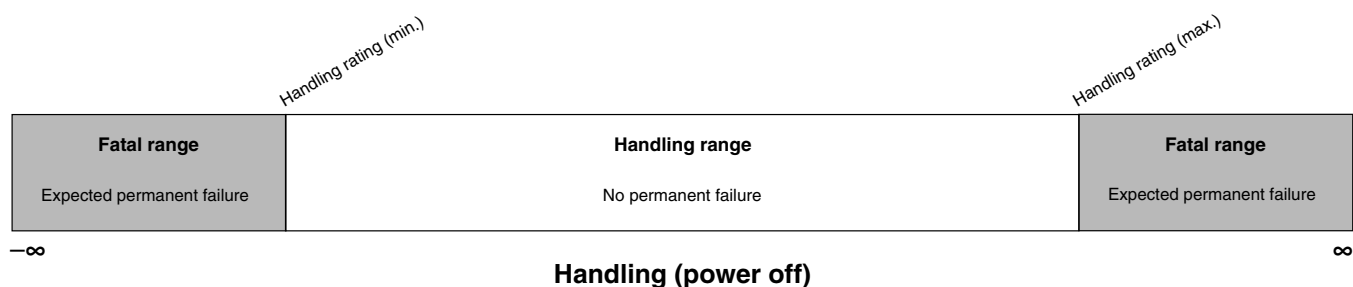 Handling rating (min.)
Handling rating (max.)
Fatal range
Expected permanent failure
Handling range
No permanent failure
Fatal range
Expected permanent failure
–∞
∞
Handling (power off)